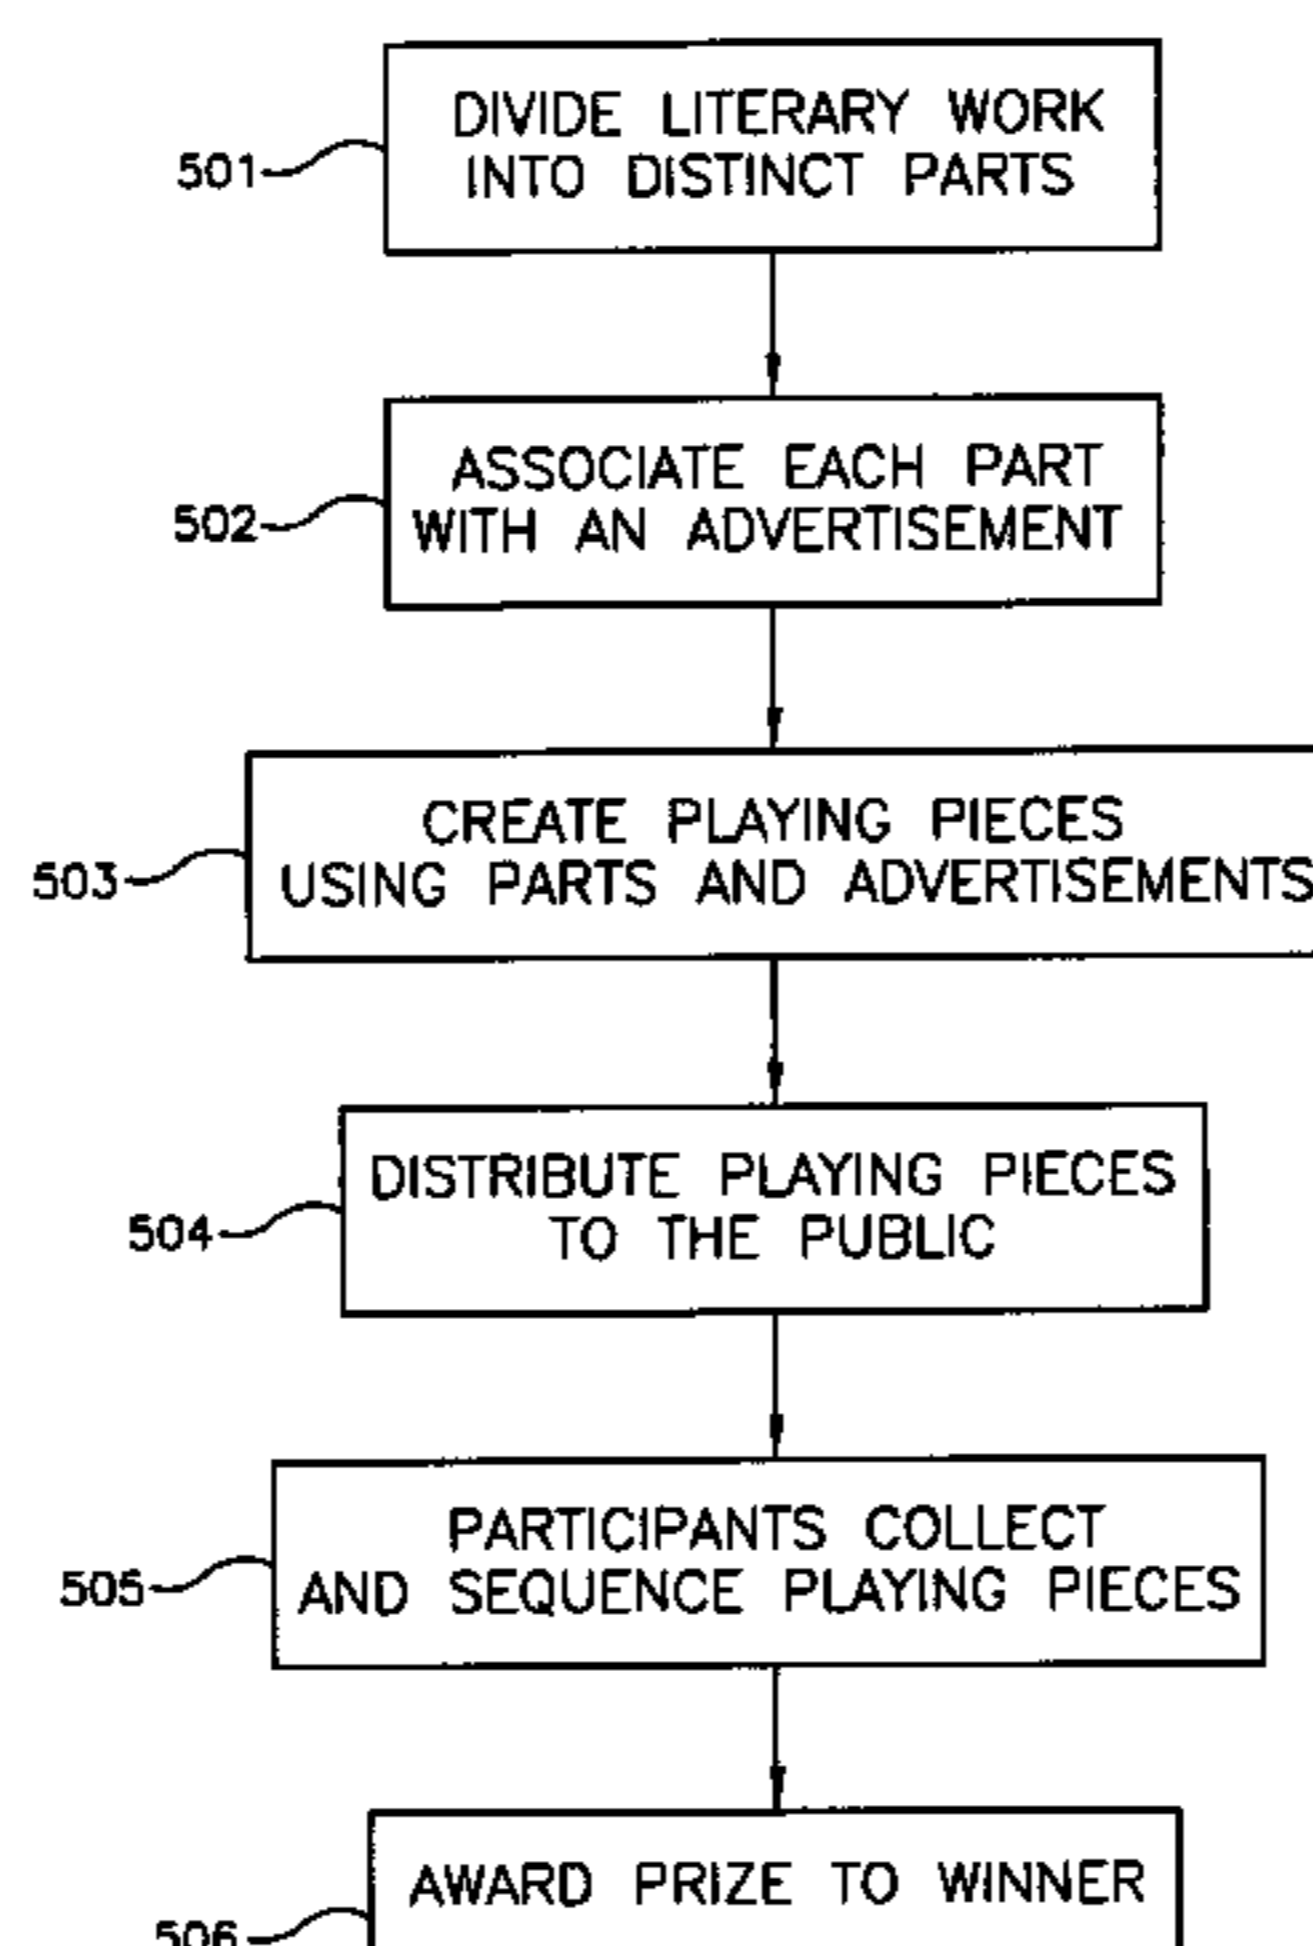 DIVIDE LITERARY WORK
INTO DISTINCT PARTS
501
ASSOCIATE EACH PART
WITH AN ADVERTISEMENT
502
CREATE PLAYING PIECES
USING PARTS AND ADVERTISEMENTS
503
DISTRIBUTE PLAYING PIECES
TO THE PUBLIC
504
PARTICIPANTS COLLECT
AND SEQUENCE PLAYING PIECES
505
AWARD PRIZE TO WINNER
506